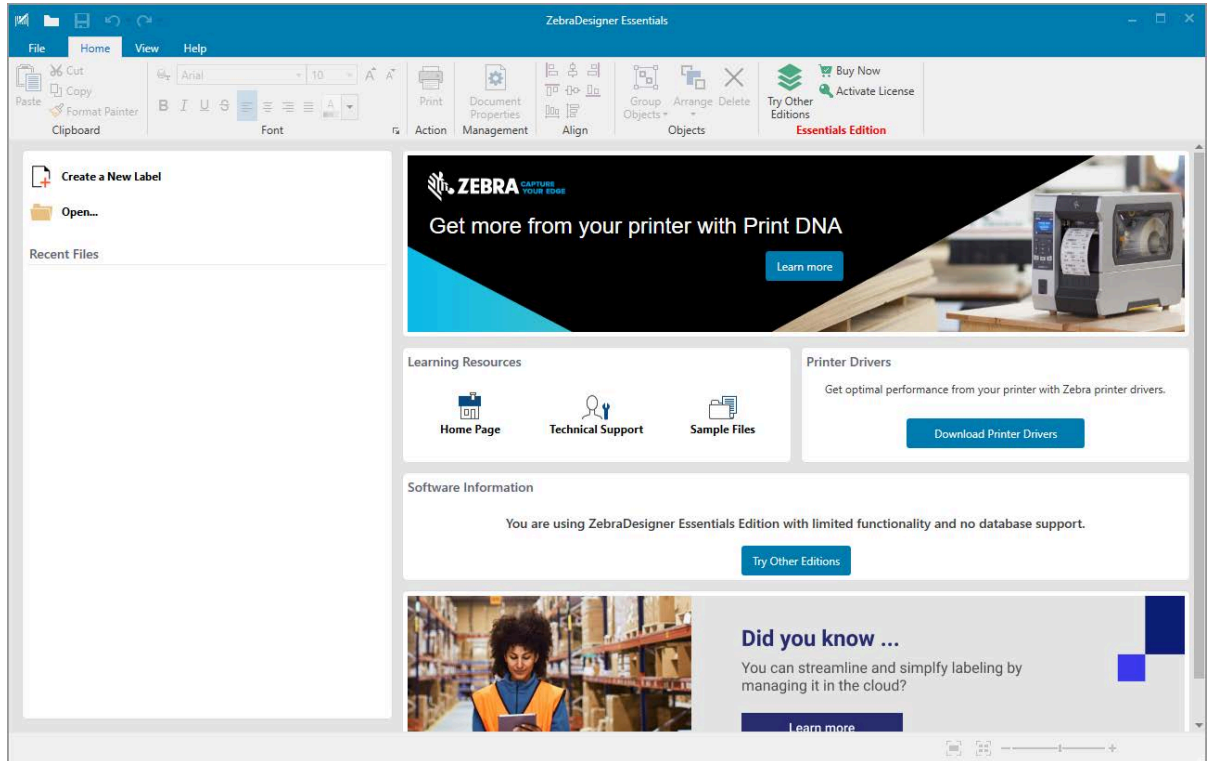 ZebraDesigner Essentials
File Home View Help
Paste
Cut
Copy
Format Painter
Clipboard
Arial 10
B I U S
Font
Print
Action
Document
Properties
Management
Align
Group
Objects
Arrange
Delete
Objects
Try Other
Editions
Buy Now
Activate License
Essentials Edition
Create a New Label
Open...
Recent Files
ZEBRA CAPTURE
YOUR EDGE
Get more from your printer with Print DNA
Learn more
Learning Resources
Home Page
Technical Support
Sample Files
Printer Drivers
Get optimal performance from your printer with Zebra printer drivers.
Download Printer Drivers
Software Information
You are using ZebraDesigner Essentials Edition with limited functionality and no database support.
Try Other Editions
Did you know ...
You can streamline and simplfy labeling by
managing it in the cloud?
Learn more